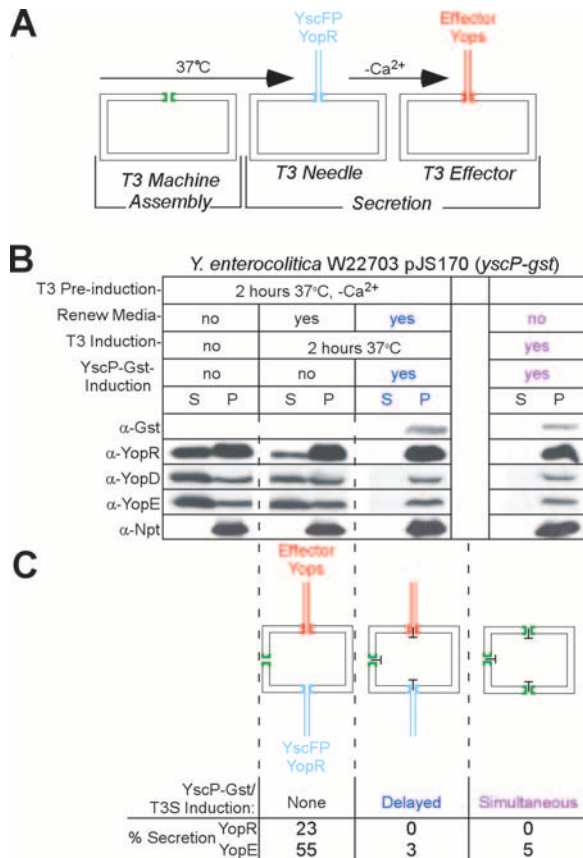 A
YscFP Effector
YopR Yops
37°C -Ca2+
T3 Machine T3 Needle T3 Effector
Assembly Secretion
B
Y. enterocolitica W22703 pJS170 (yscP-gst)
T3 Pre-induction- 2 hours 37°C, -Ca2+
Renew Media- no yes yes no
T3 Induction- no 2 hours 37°C yes
YscP-Gst-
Induction- no no yes yes
S P S P S P S P
α-Gst
α-YopR
α-YopD
α-YopE
α-Npt
C
Effector
Yops
YscFP
YopR
YscP-Gst/
T3S Induction: None Delayed Simultaneous
% Secretion YopR 23 0 0
YopE 55 3 5